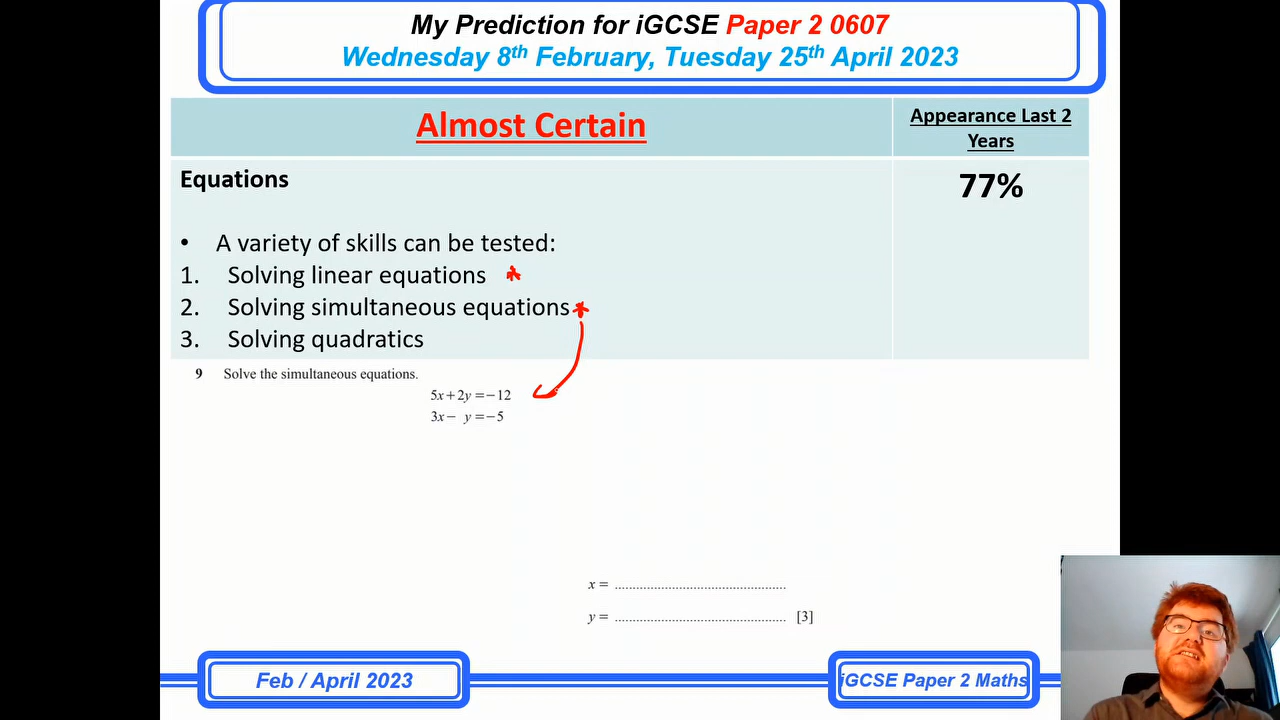 My Prediction for iGCSE Paper 2 0607
Wednesday 8th February, Tuesday 25th April 2023
Almost Certain
Appearance Last 2
Years
Equations
77%
• A variety of skills can be tested:
1. Solving linear equations *
2. Solving simultaneous equations *
3. Solving quadratics
9 Solve the simultaneous equations.
5x + 2y = −12
3x − y = −5
x = ................................................
y = ................................................ [3]
Feb / April 2023
iGCSE Paper 2 Maths